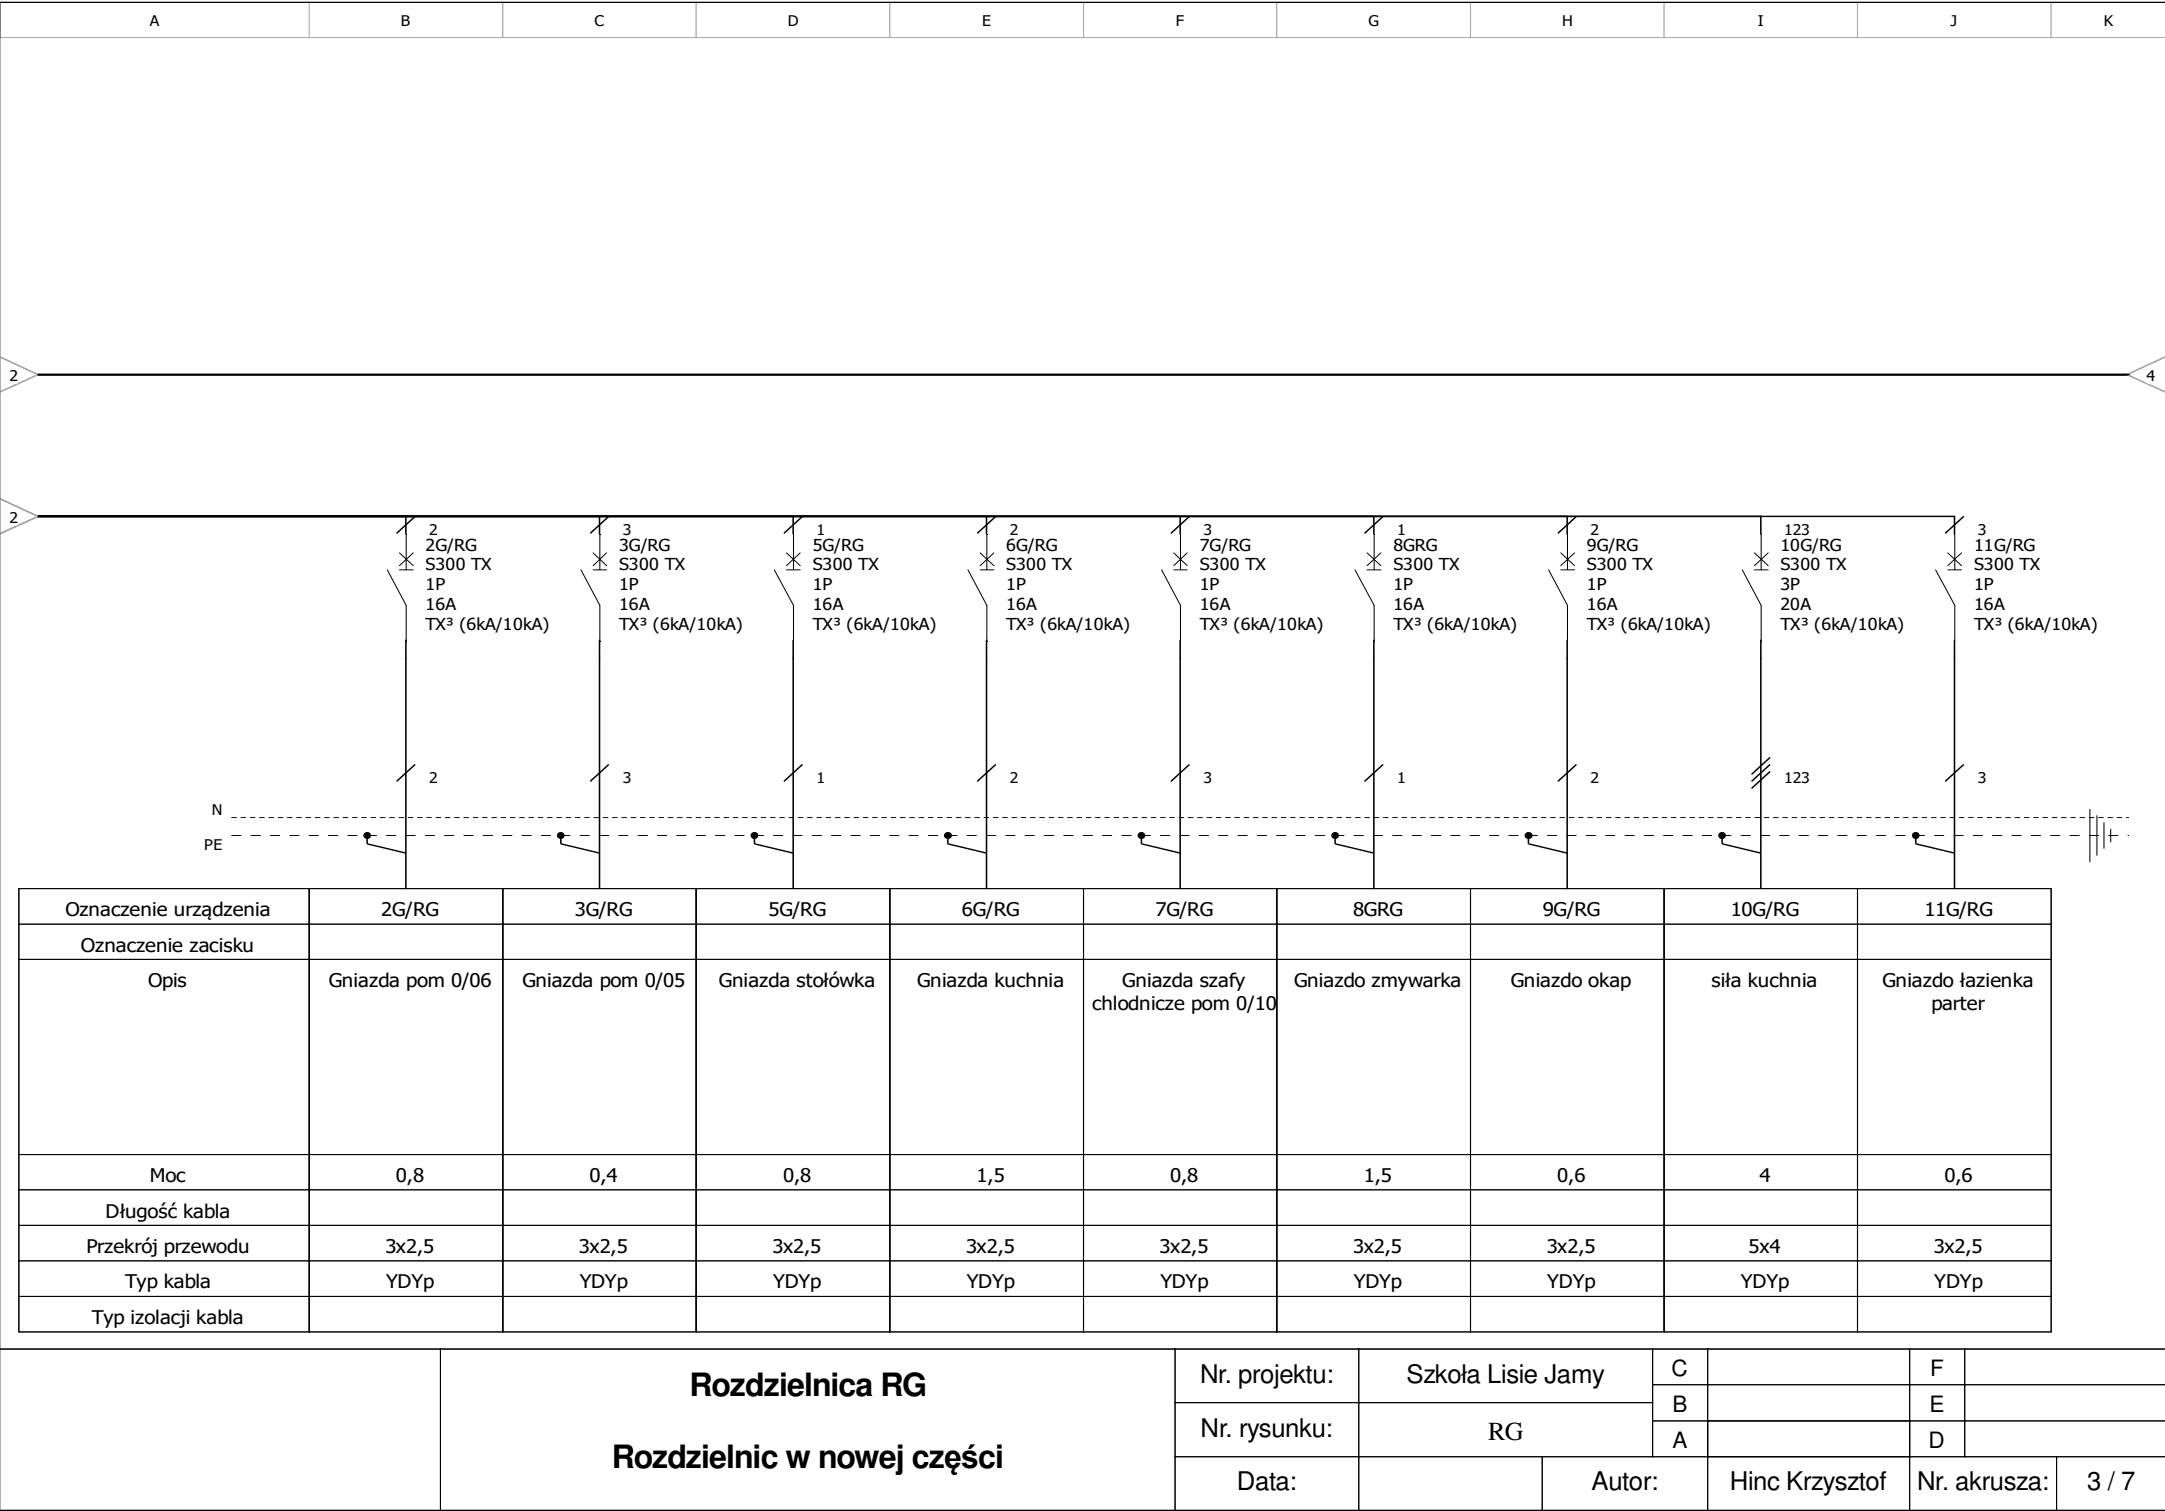 A B C D E F G H I J K
2 4
2
2 3 1 2 3 1 2 123 3
2G/RG 3G/RG 5G/RG 6G/RG 7G/RG 8GRG 9G/RG 10G/RG 11G/RG
S300 TX S300 TX S300 TX S300 TX S300 TX S300 TX S300 TX S300 TX S300 TX
1P 1P 1P 1P 1P 1P 1P 3P 1P
16A 16A 16A 16A 16A 16A 16A 20A 16A
TX³ (6kA/10kA) TX³ (6kA/10kA) TX³ (6kA/10kA) TX³ (6kA/10kA) TX³ (6kA/10kA) TX³ (6kA/10kA) TX³ (6kA/10kA) TX³ (6kA/10kA) TX³ (6kA/10kA)
2 3 1 2 3 1 2 123 3
N
PE
Oznaczenie urządzenia 2G/RG 3G/RG 5G/RG 6G/RG 7G/RG 8GRG 9G/RG 10G/RG 11G/RG
Oznaczenie zacisku
Opis Gniazda pom 0/06 Gniazda pom 0/05 Gniazda stołówka Gniazda kuchnia Gniazda szafy Gniazdo zmywarka Gniazdo okap siła kuchnia Gniazdo łazienka
chlodnicze pom 0/10 parter
Moc 0,8 0,4 0,8 1,5 0,8 1,5 0,6 4 0,6
Długość kabla
Przekrój przewodu 3x2,5 3x2,5 3x2,5 3x2,5 3x2,5 3x2,5 3x2,5 5x4 3x2,5
Typ kabla YDYp YDYp YDYp YDYp YDYp YDYp YDYp YDYp YDYp
Typ izolacji kabla
Rozdzielnica RG
Rozdzielnic w nowej części
Nr. projektu: Szkoła Lisie Jamy C F
B E
Nr. rysunku: RG
A D
Data: Autor: Hinc Krzysztof Nr. akrusza: 3 / 7